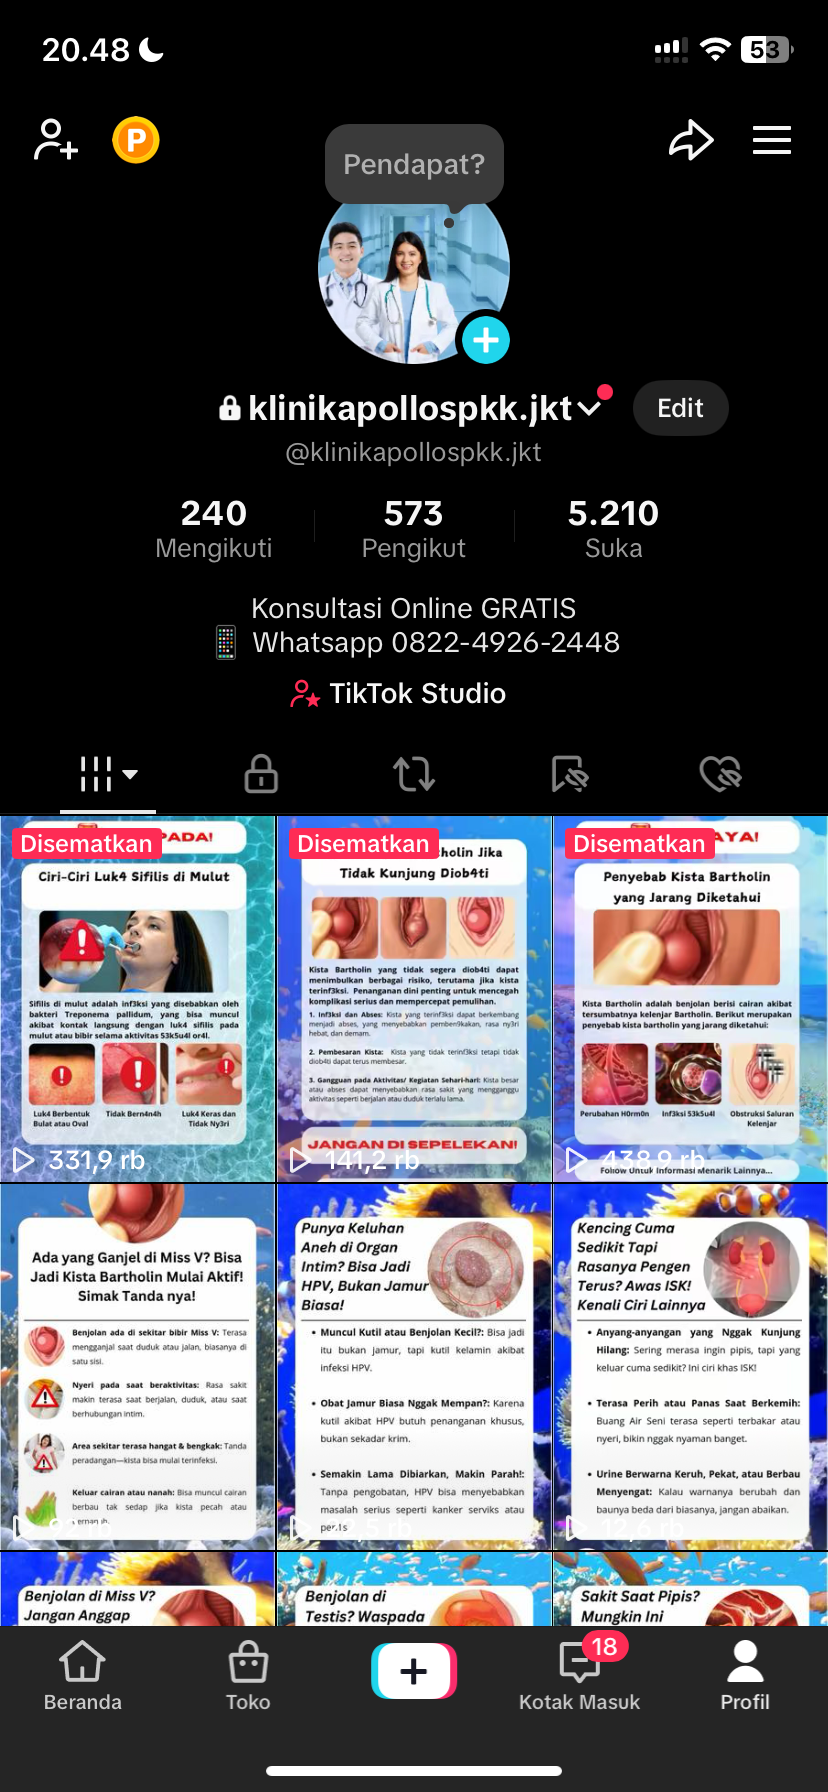 20.48
53
P
Pendapat?
klinikapollospkk.jkt
Edit
@klinikapollospkk.jkt
240
Mengikuti
573
Pengikut
5.210
Suka
Konsultasi Online GRATIS
Whatsapp 0822-4926-2448
TikTok Studio
Disematkan
PADA!
Ciri-Ciri Luk4 Sifilis di Mulut
Sifilis di mulut adalah inf3ksi yang disebabkan oleh
bakteri Treponema pallidum, yang bisa muncul
akibat kontak langsung dengan luk4 sifilis pada
mulut atau bibir selama aktivitas 53k5u4l or4l.
Luk4 Berbentuk
Bulat atau Oval
Tidak Bern4n4h
Luk4 Keras dan
Tidak Ny3ri
331,9 rb
Disematkan
holin Jika
Tidak Kunjung Diob4ti
Kista Bartholin yang tidak segera diob4ti dapat
menimbulkan berbagai risiko, terutama jika kista
terinf3ksi. Penanganan dini penting untuk mencegah
komplikasi serius dan mempercepat pemulihan.
1. Inf3ksi dan Abses: Kista yang terinf3ksi dapat berkembang
menjadi abses, yang menyebabkan pemben9kakan, rasa ny3ri
hebat, dan demam.
2. Pembesaran Kista: Kista yang tidak terinf3ksi tetapi tidak
diob4ti dapat terus membesar.
3. Gangguan pada Aktivitas/ Kegiatan Sehari-hari: Kista besar
atau abses dapat menyebabkan rasa sakit yang mengganggu
aktivitas seperti berjalan atau duduk terlalu lama.
JANGAN DI SEPELEKAN!
141,2 rb
Disematkan
AYA!
Penyebab Kista Bartholin
yang Jarang Diketahui
Kista Bartholin adalah benjolan berisi cairan akibat
tersumbatnya kelenjar Bartholin. Berikut merupakan
penyebab kista bartholin yang jarang diketahui:
Perubahan H0rm0n
Inf3ksi 53k5u4l
Obstruksi Saluran
Kelenjar
438,9 rb
Follow Untuk Informasi Menarik Lainnya...
Ada yang Ganjel di Miss V? Bisa
Jadi Kista Bartholin Mulai Aktif!
Simak Tanda nya!
Benjolan ada di sekitar bibir Miss V: Terasa
mengganjal saat duduk atau jalan, biasanya di
satu sisi.
Nyeri pada saat beraktivitas: Rasa sakit
makin terasa saat berjalan, duduk, atau saat
berhubungan intim.
Area sekitar terasa hangat & bengkak: Tanda
peradangan—kista bisa mulai terinfeksi.
Keluar cairan atau nanah: Bisa muncul cairan
berbau tak sedap jika kista pecah atau
rb
Punya Keluhan
Aneh di Organ
Intim? Bisa Jadi
HPV, Bukan Jamur
Biasa!
• Muncul Kutil atau Benjolan Kecil?: Bisa jadi
itu bukan jamur, tapi kutil kelamin akibat
infeksi HPV.
• Obat Jamur Biasa Nggak Mempan?: Karena
kutil akibat HPV butuh penanganan khusus,
bukan sekadar krim.
• Semakin Lama Dibiarkan, Makin Parah!:
Tanpa pengobatan, HPV bisa menyebabkan
masalah serius seperti kanker serviks atau
rb
Kencing Cuma
Sedikit Tapi
Rasanya Pengen
Terus? Awas ISK!
Kenali Ciri Lainnya
• Anyang-anyangan yang Nggak Kunjung
Hilang: Sering merasa ingin pipis, tapi yang
keluar cuma sedikit? Ini ciri khas ISK!
• Terasa Perih atau Panas Saat Berkemih:
Buang Air Seni terasa seperti terbakar atau
nyeri, bikin nggak nyaman banget.
• Urine Berwarna Keruh, Pekat, atau Berbau
Menyengat: Kalau warnanya berubah dan
baunya beda dari biasanya, jangan abaikan.
12,6 rb
Benjolan di Miss V?
Jangan Anggap
Benjolan di
Testis? Waspada
Sakit Saat Pipis?
Mungkin Ini
18
Beranda
Toko
Kotak Masuk
Profil